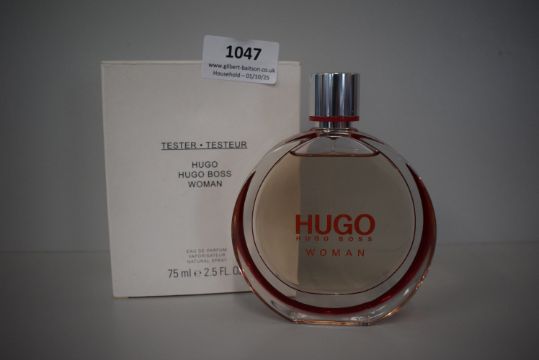 1047
www.gilbert-baitson.co.uk
Household – 01/10/25
TESTER • TESTEUR
HUGO
HUGO BOSS
WOMAN
EAU DE PARFUM
VAPORISATEUR
NATURAL SPRAY
75 ml e 2.5 FL.O
HUGO
HUGO BOSS
WOMAN